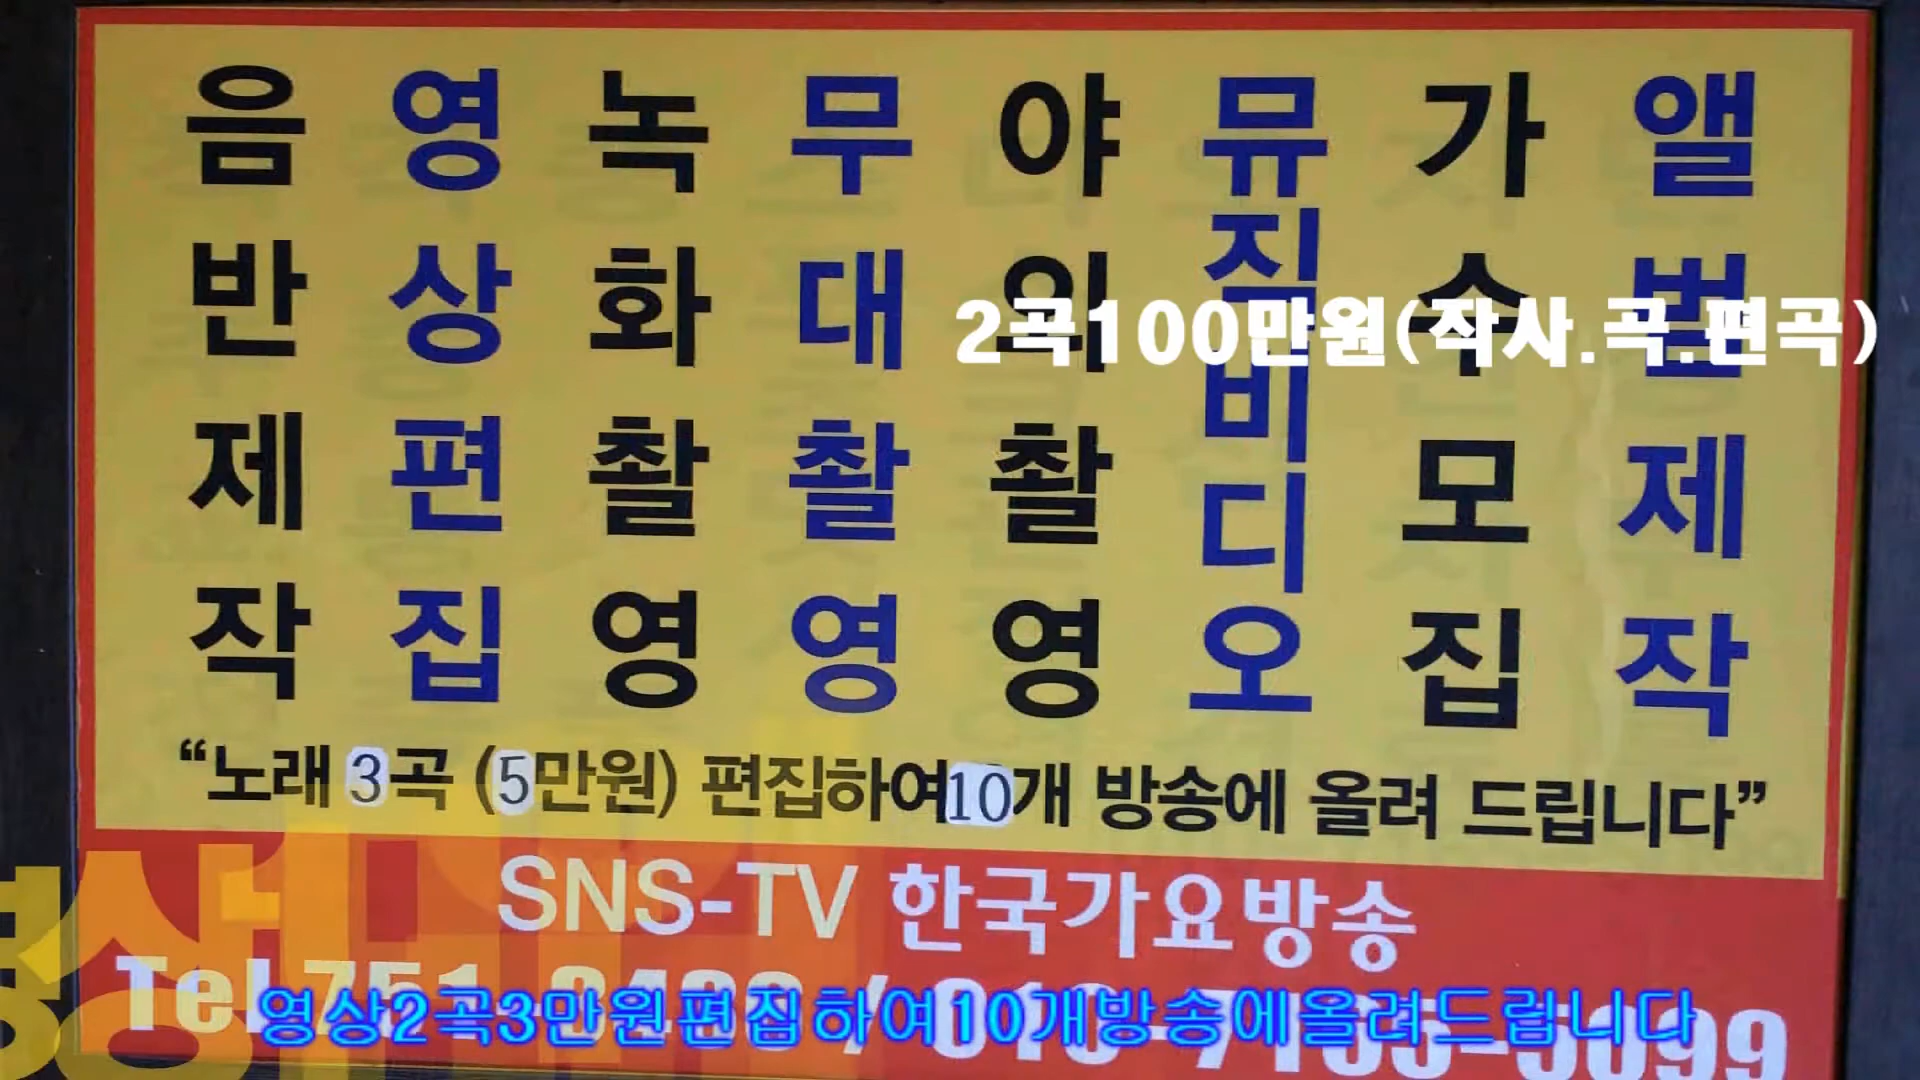 음반제작
영상편집
녹화촬영
무대촬영
야외촬영
뮤직비디오
가수모집
앨범제작
2곡100만원(작사.곡.편곡)
“노래 3곡 (5만원) 편집하여10개 방송에 올려 드립니다”
SNS-TV 한국가요방송
영상
Tel
영상2곡3만원편집하여10개방송에올려드립니다